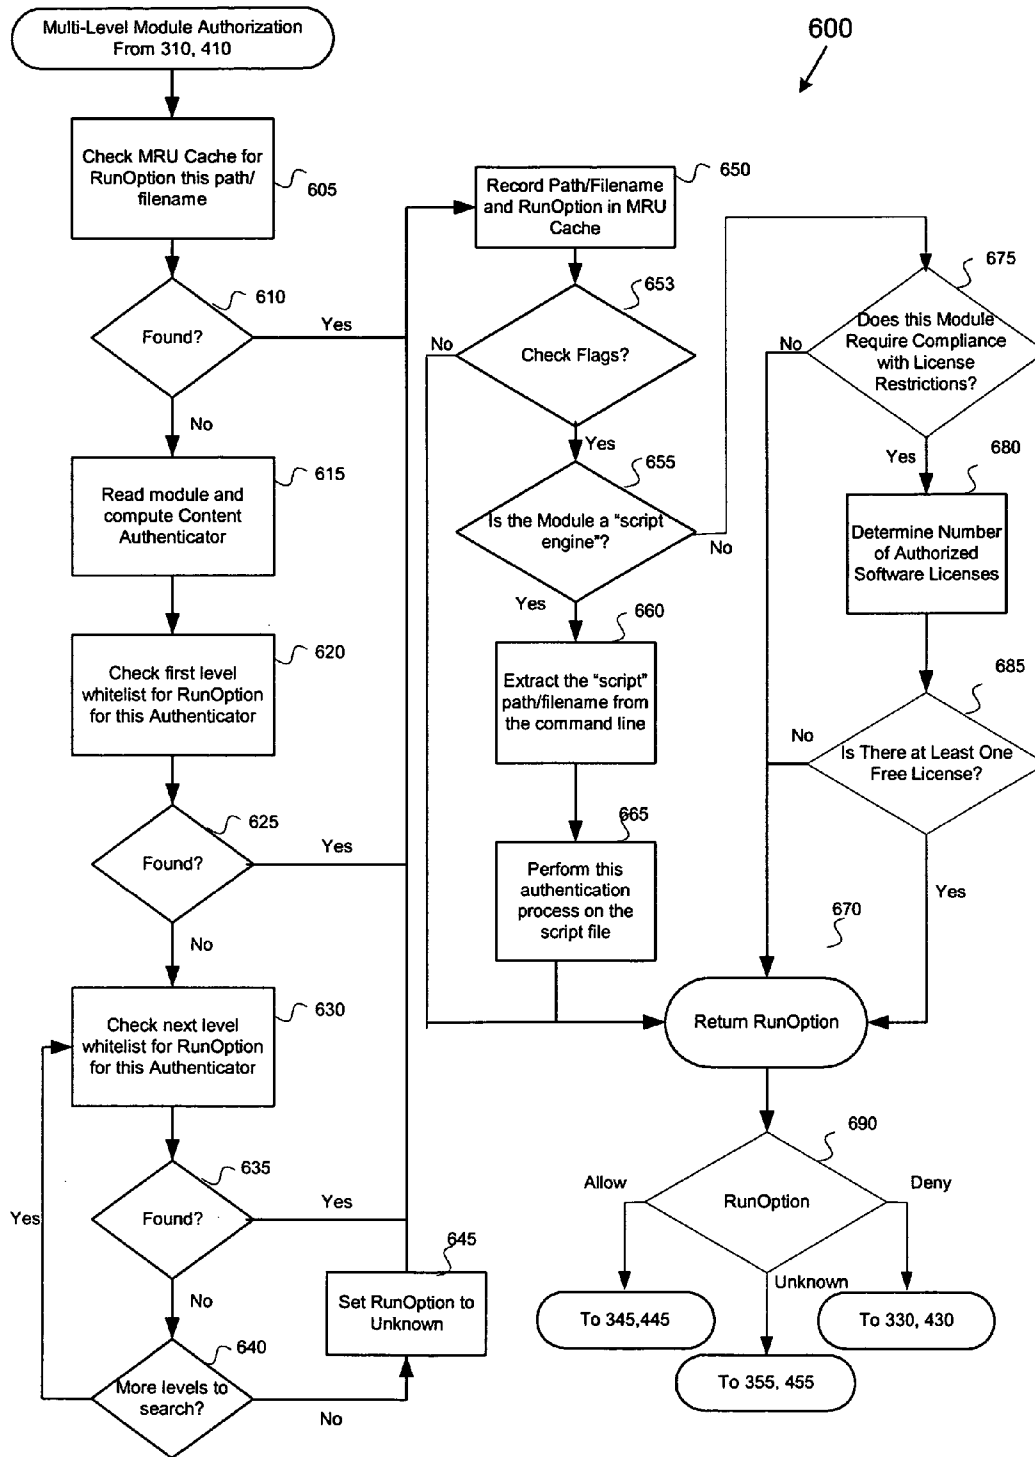 Multi-Level Module Authorization
From 310, 410
600
Check MRU Cache for
RunOption this path/
filename
605
610
Found?
Yes
No
Read module and
compute Content
Authenticator
615
Check first level
whitelist for RunOption
for this Authenticator
620
625
Found?
Yes
No
Check next level
whitelist for RunOption
for this Authenticator
630
635
Found?
Yes
Yes
No
640
More levels to
search?
No
645
Set RunOption to
Unknown
650
Record Path/Filename
and RunOption in MRU
Cache
653
Check Flags?
No
Yes
655
Is the Module a "script
engine"?
No
Yes
660
Extract the "script"
path/filename from
the command line
665
Perform this
authentication
process on the
script file
675
Does this Module
Require Compliance
with License
Restrictions?
No
Yes
680
Determine Number
of Authorized
Software Licenses
685
Is There at Least One
Free License?
No
Yes
670
Return RunOption
690
RunOption
Allow
Deny
Unknown
To 345,445
To 330, 430
To 355, 455